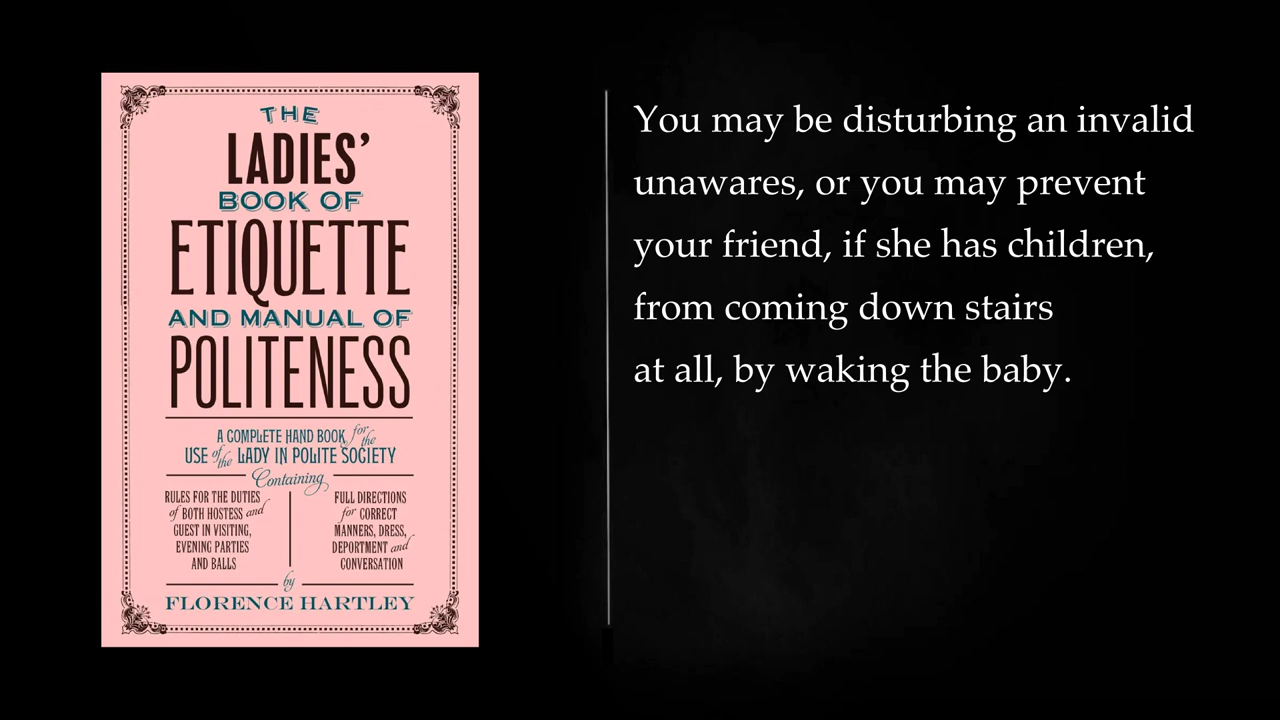 THE
LADIES'
BOOK OF
ETIQUETTE
AND MANUAL OF
POLITENESS
A COMPLETE HAND BOOK for the
USE of the LADY IN POLITE SOCIETY
Containing
RULES FOR THE DUTIES
of BOTH HOSTESS and
GUEST IN VISITING,
EVENING PARTIES
AND BALLS
FULL DIRECTIONS
for CORRECT
MANNERS, DRESS,
DEPORTMENT and
CONVERSATION
by
FLORENCE HARTLEY
You may be disturbing an invalid
unawares, or you may prevent
your friend, if she has children,
from coming down stairs
at all, by waking the baby.